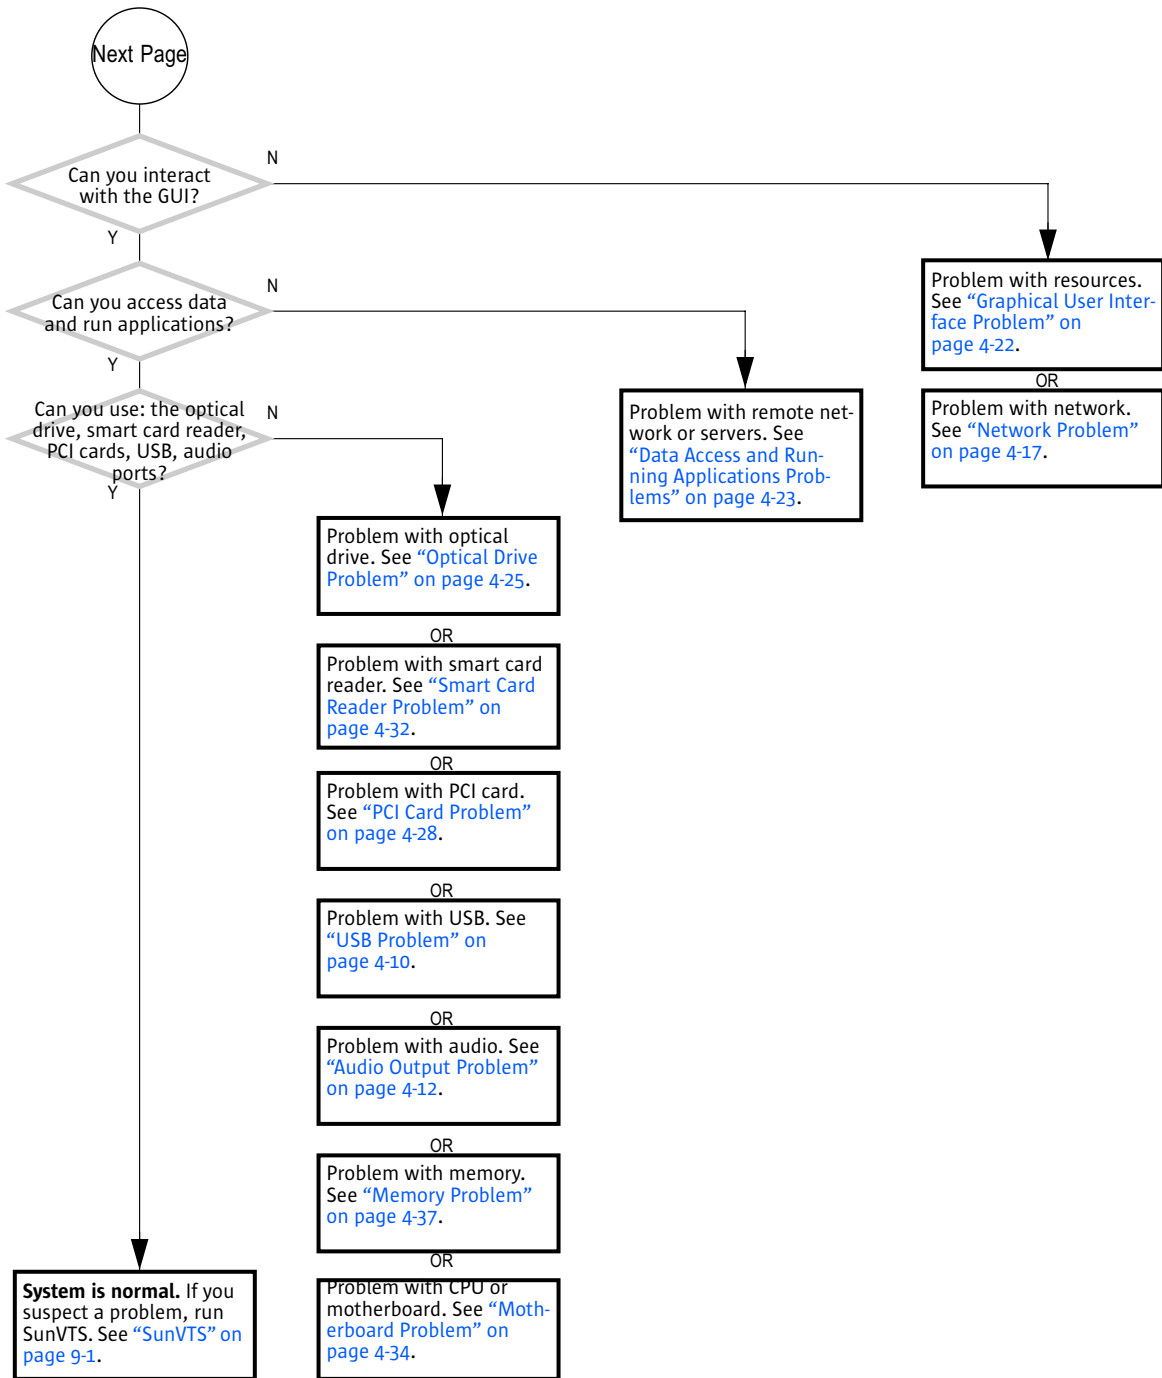 Next Page
Can you interact
with the GUI?
N
Y
Can you access data
and run applications?
N
Y
Can you use: the optical
drive, smart card reader,
PCI cards, USB, audio
ports?
N
Y
Problem with resources.
See “Graphical User Inter-
face Problem” on
page 4-22.
OR
Problem with network.
See “Network Problem”
on page 4-17.
Problem with remote net-
work or servers. See
“Data Access and Run-
ning Applications Prob-
lems” on page 4-23.
Problem with optical
drive. See “Optical Drive
Problem” on page 4-25.
OR
Problem with smart card
reader. See “Smart Card
Reader Problem” on
page 4-32.
OR
Problem with PCI card.
See “PCI Card Problem”
on page 4-28.
OR
Problem with USB. See
“USB Problem” on
page 4-10.
OR
Problem with audio. See
“Audio Output Problem”
on page 4-12.
OR
Problem with memory.
See “Memory Problem”
on page 4-37.
OR
Problem with CPU or
motherboard. See “Moth-
erboard Problem” on
page 4-34.
System is normal. If you
suspect a problem, run
SunVTS. See “SunVTS” on
page 9-1.